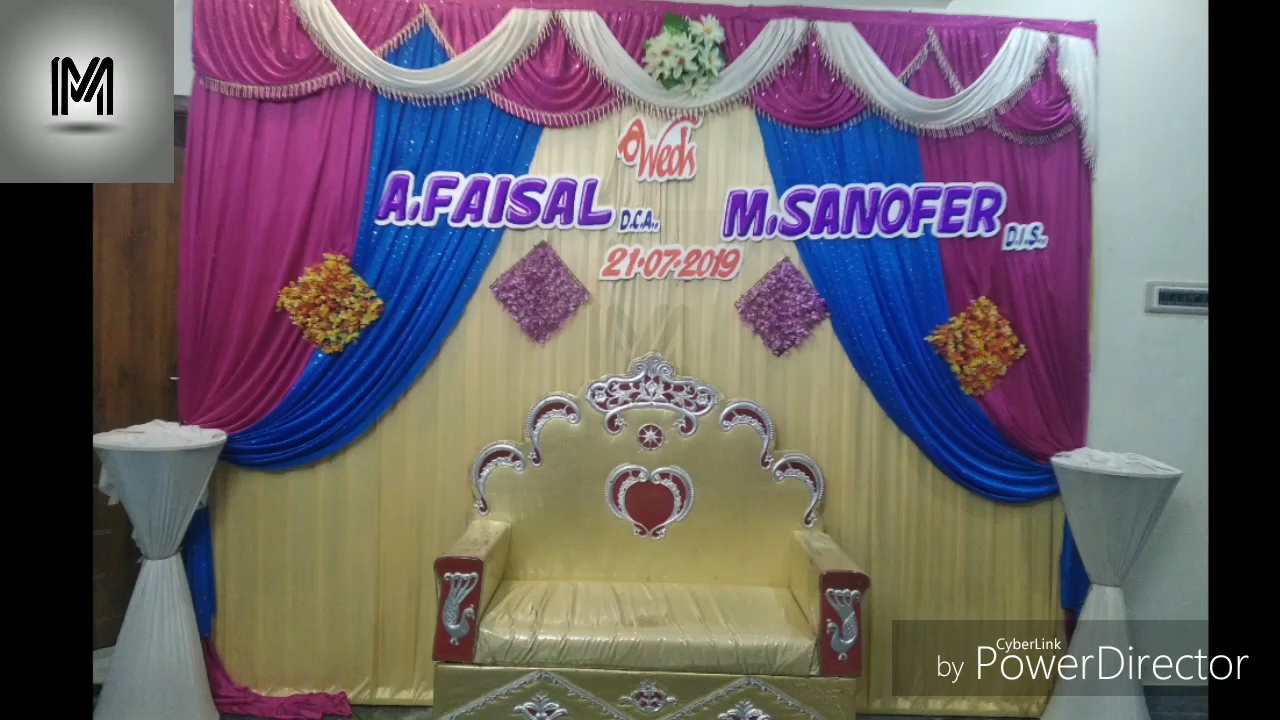 M
Weds
A.FAISAL D.C.A.,
M.SANOFER D.I.S.,
21•07•2019
CyberLink
by PowerDirector